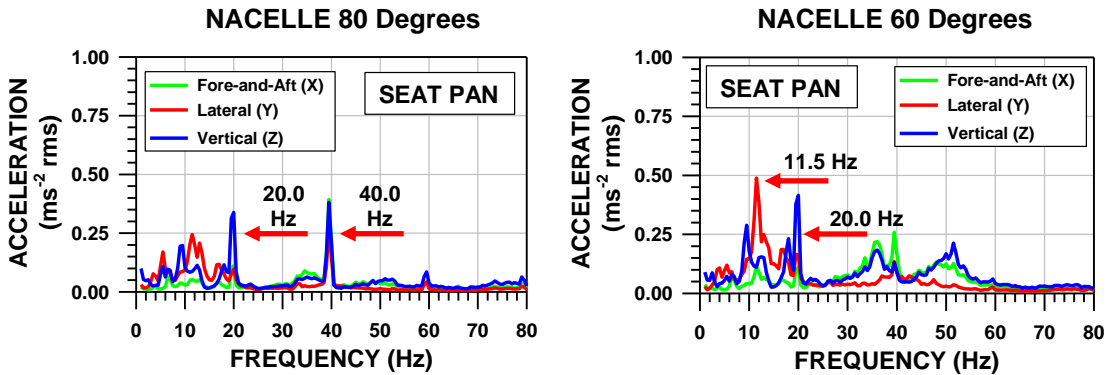 NACELLE 80 Degrees
ACCELERATION
(ms-2 rms)
1.00
0.75
0.50
0.25
0.00
Fore-and-Aft (X)
Lateral (Y)
Vertical (Z)
SEAT PAN
20.0
Hz
40.0
Hz
0 10 20 30 40 50 60 70 80
FREQUENCY (Hz)
NACELLE 60 Degrees
ACCELERATION
(ms-2 rms)
1.00
0.75
0.50
0.25
0.00
SEAT PAN
Fore-and-Aft (X)
Lateral (Y)
Vertical (Z)
11.5 Hz
20.0 Hz
0 10 20 30 40 50 60 70 80
FREQUENCY (Hz)